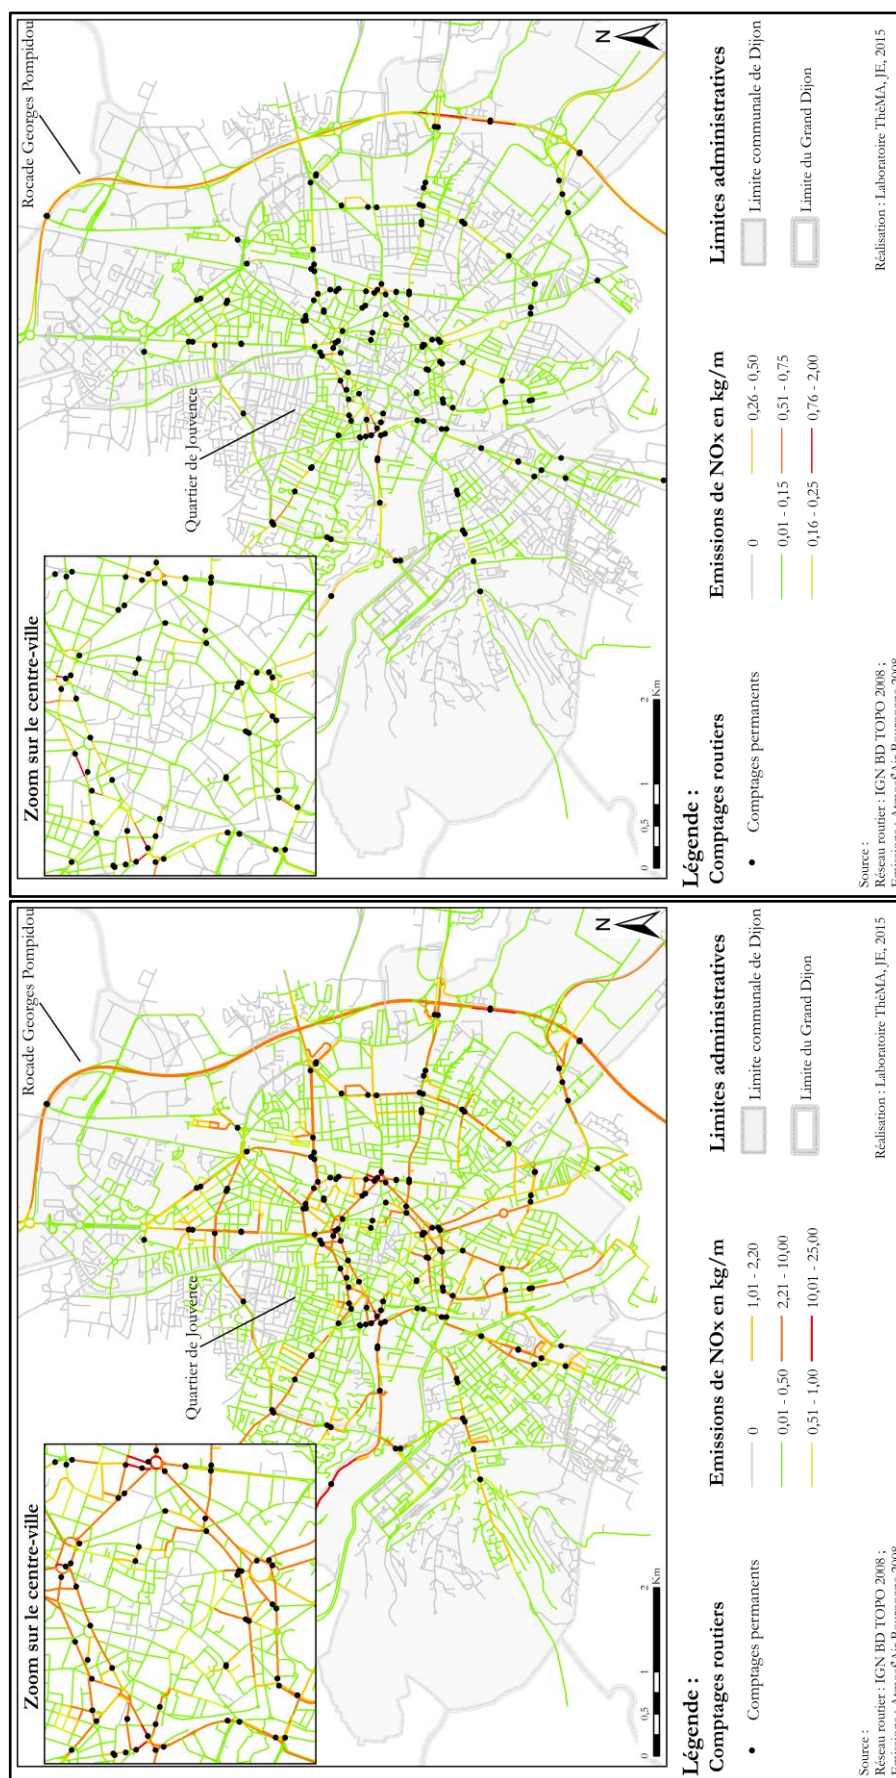 Zoom sur le centre-ville
Rocade Georges Pompidou
Quartier de Jouvence
N
0 0,5 1 2
Km
Légende :
Comptages routiers
• Comptages permanents
Emissions de NOx en kg/m
0
0,01 - 0,50
0,51 - 1,00
1,01 - 2,20
2,21 - 10,00
10,01 - 25,00
Limites administratives
Limite communale de Dijon
Limite du Grand Dijon
Source :
Réseau routier : IGN BD TOPO 2008 ;
Réalisation : Laboratoire ThéMA, JE, 2015
Zoom sur le centre-ville
Rocade Georges Pompidou
Quartier de Jouvence
N
0 0,5 1 2
Km
Légende :
Comptages routiers
• Comptages permanents
Emissions de NOx en kg/m
0
0,01 - 0,15
0,16 - 0,25
0,26 - 0,50
0,51 - 0,75
0,76 - 2,00
Limites administratives
Limite communale de Dijon
Limite du Grand Dijon
Source :
Réseau routier : IGN BD TOPO 2008 ;
Réalisation : Laboratoire ThéMA, JE, 2015